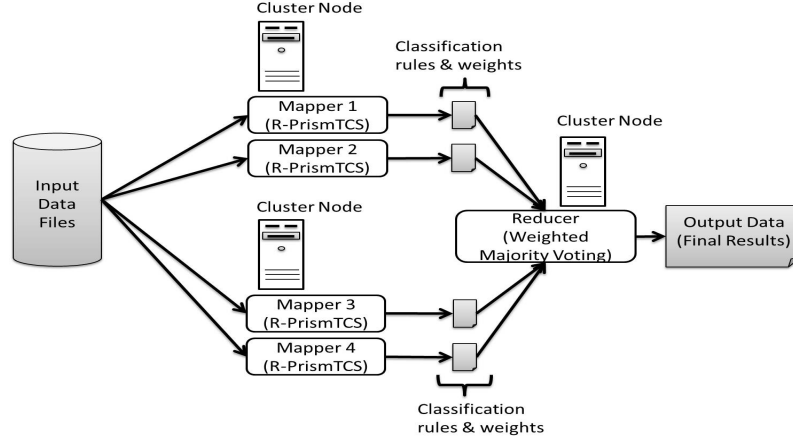 Cluster Node
Classification
rules & weights
Mapper 1
(R-PrismTCS)
Mapper 2
(R-PrismTCS)
Cluster Node
Input
Data
Files
Cluster Node
Reducer
(Weighted
Majority Voting)
Output Data
(Final Results)
Mapper 3
(R-PrismTCS)
Mapper 4
(R-PrismTCS)
Classification
rules & weights